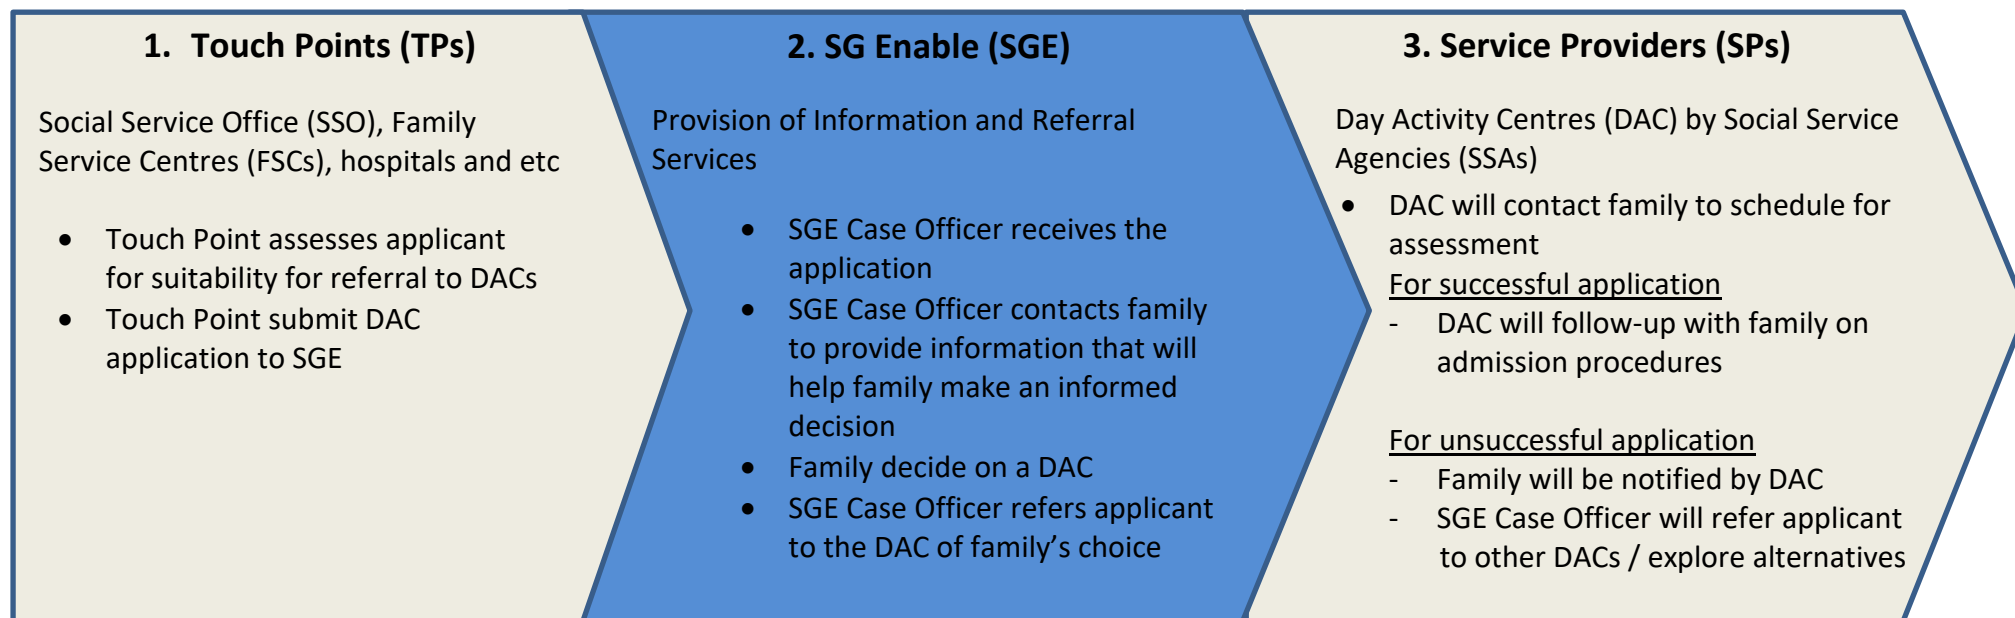 1. Touch Points (TPs)
Social Service Office (SSO), Family
Service Centres (FSCs), hospitals and etc
• Touch Point assesses applicant
for suitability for referral to DACs
• Touch Point submit DAC
application to SGE
2. SG Enable (SGE)
Provision of Information and Referral
Services
• SGE Case Officer receives the
application
• SGE Case Officer contacts family
to provide information that will
help family make an informed
decision
• Family decide on a DAC
• SGE Case Officer refers applicant
to the DAC of family’s choice
3. Service Providers (SPs)
Day Activity Centres (DAC) by Social Service
Agencies (SSAs)
• DAC will contact family to schedule for
assessment
For successful application
- DAC will follow-up with family on
admission procedures
For unsuccessful application
- Family will be notified by DAC
- SGE Case Officer will refer applicant
to other DACs / explore alternatives